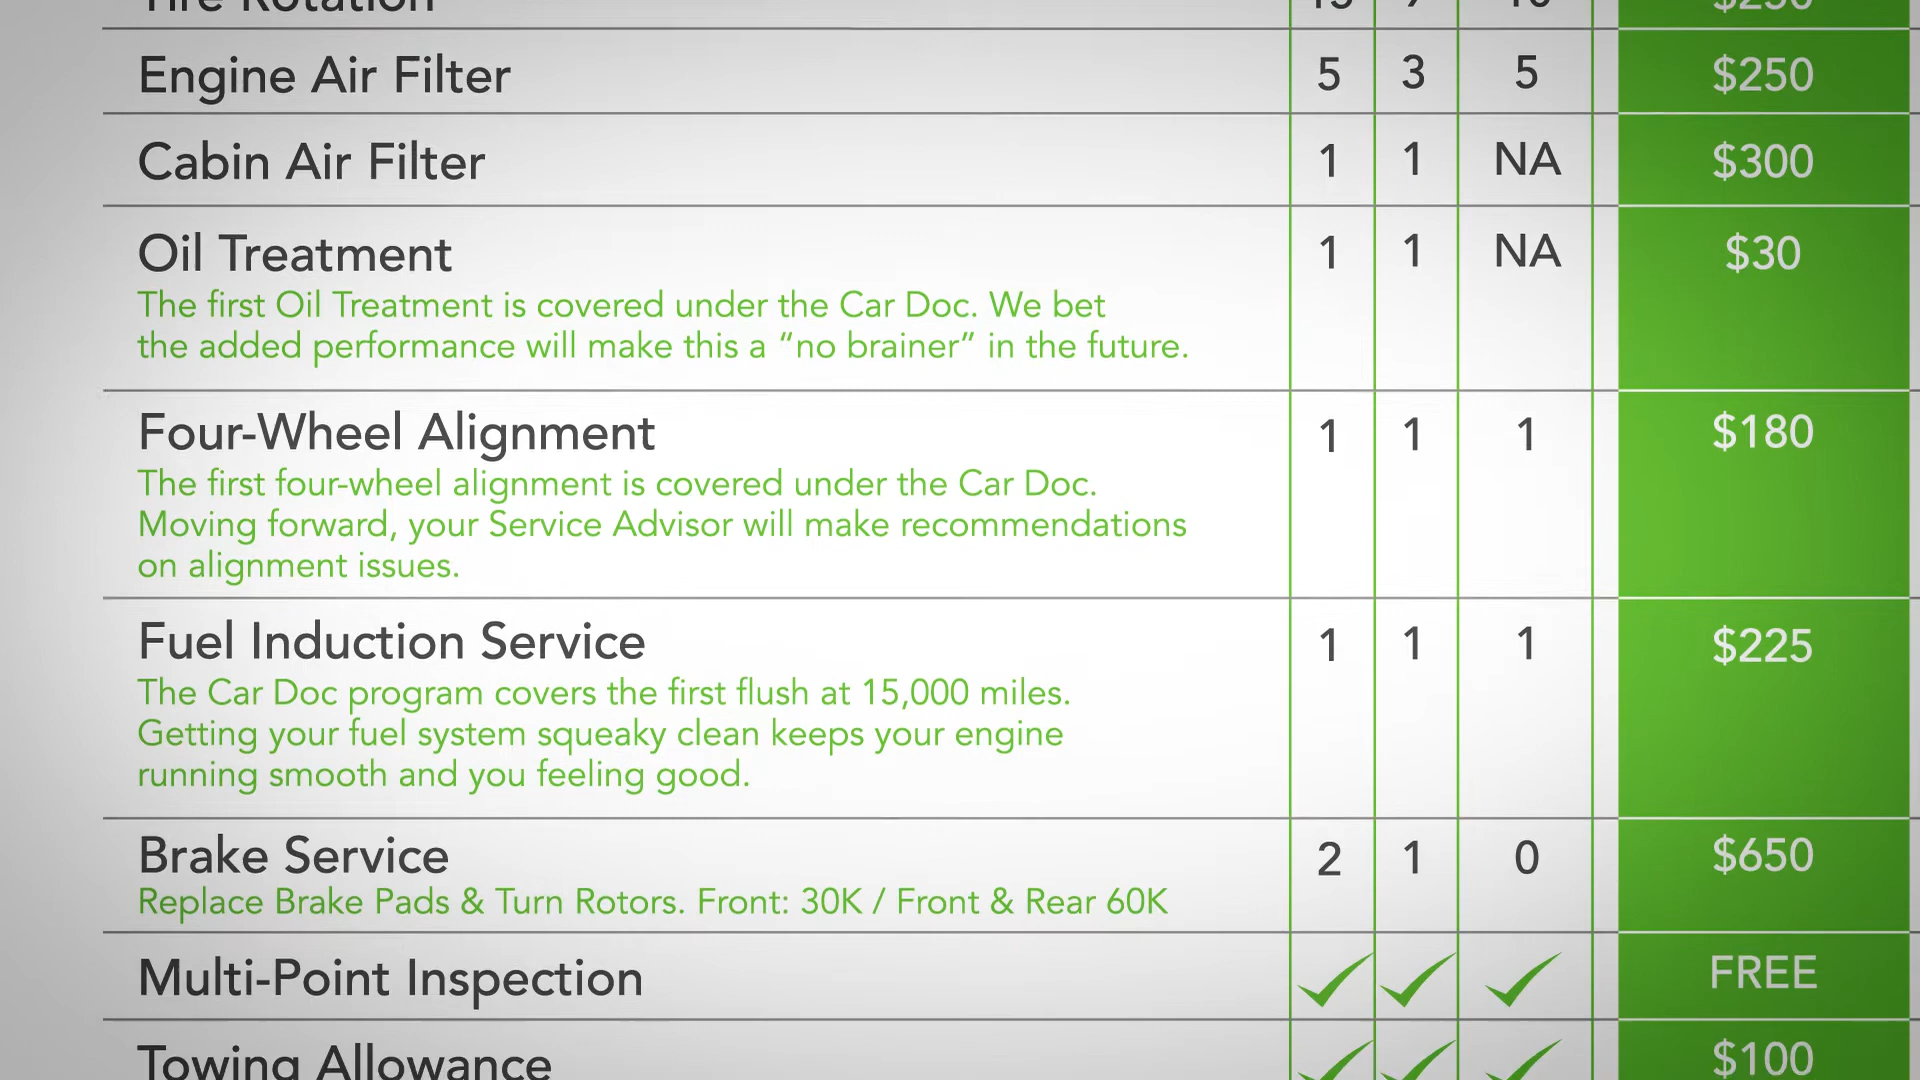 Tire Rotation 15 9 10 $250
Engine Air Filter 5 3 5 $250
Cabin Air Filter 1 1 NA $300
Oil Treatment 1 1 NA $30
The first Oil Treatment is covered under the Car Doc. We bet
the added performance will make this a “no brainer” in the future.
Four-Wheel Alignment 1 1 1 $180
The first four-wheel alignment is covered under the Car Doc.
Moving forward, your Service Advisor will make recommendations
on alignment issues.
Fuel Induction Service 1 1 1 $225
The Car Doc program covers the first flush at 15,000 miles.
Getting your fuel system squeaky clean keeps your engine
running smooth and you feeling good.
Brake Service 2 1 0 $650
Replace Brake Pads & Turn Rotors. Front: 30K / Front & Rear 60K
Multi-Point Inspection FREE
Towing Allowance $100